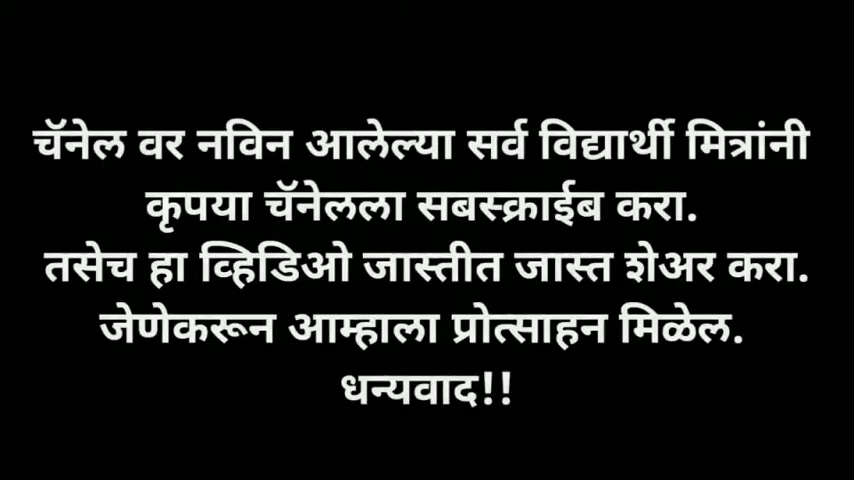 चॅनेल वर नविन आलेल्या सर्व विद्यार्थी मित्रांनी
कृपया चॅनेलला सबस्क्राईब करा.
तसेच हा व्हिडिओ जास्तीत जास्त शेअर करा.
जेणेकरून आम्हाला प्रोत्साहन मिळेल.
धन्यवाद!!